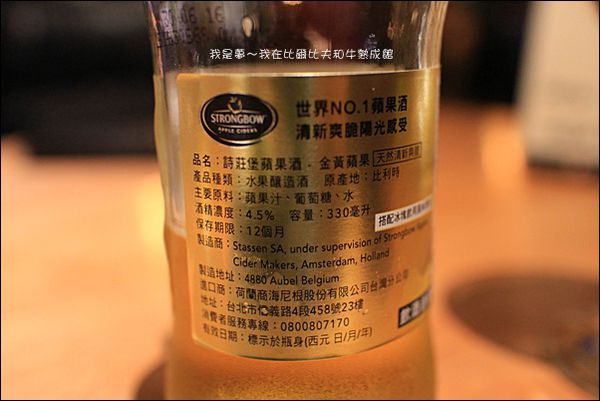 我是夢～我在比爾比夫和牛熟成館
STRONGBOW
APPLE CIDERS
世界NO.1蘋果酒
清新爽脆陽光感受
品名：詩莊堡蘋果酒 - 金黃蘋果 天然清新典
產品種類：水果釀造酒 原產地：比利時
主要原料：蘋果汁、葡萄糖、水
酒精濃度：4.5% 容量：330毫升
搭配冰塊飲用
保存期限：12個月
製造商：Stassen SA, under supervision of Strongbow
Cider Makers, Amsterdam, Holland
製造地址：4880 Aubel Belgium
進口商：荷蘭商海尼根股份有限公司台灣分公司
地址：台北市信義路4段458號23樓
消費者服務專線：0800807170
有效日期：標示於瓶身(西元 日/月/年)
飲酒